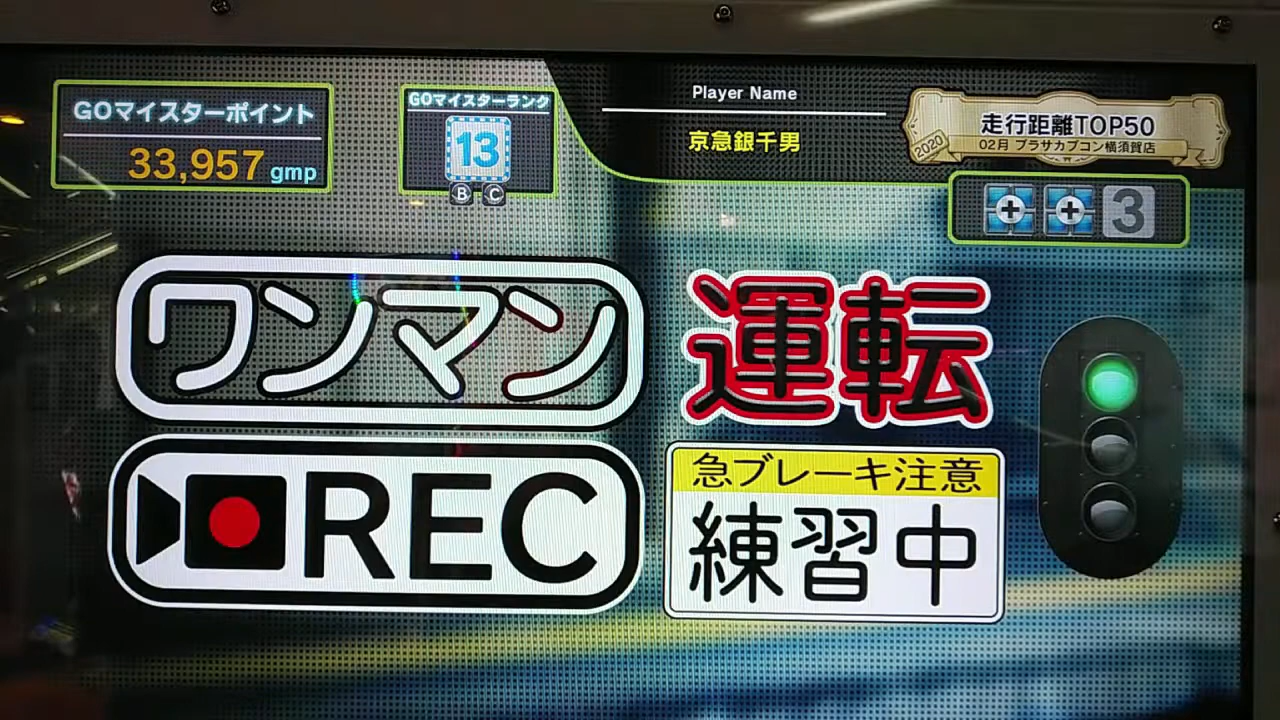 GOマイスターポイント
33,957 gmp
GOマイスターランク
13
B C
Player Name
京急銀千男
走行距離TOP50
2020
02月 プラサカプコン横須賀店
3
ワンマン
運転
REC
急ブレーキ注意
練習中